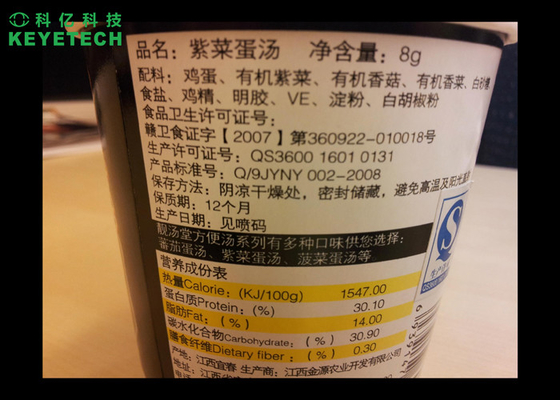 科亿科技
KEYETECH
品名：紫菜蛋汤 净含量：8g
配料：鸡蛋、有机紫菜、有机香菇、有机香菜、白砂糖
食盐、鸡精、明胶、VE、淀粉、白胡椒粉
食品卫生许可证号：
赣卫食证字【2007】第360922-010018号
生产许可证号：QS3600 1601 0131
产品标准号：Q/9JYNY 002-2008
保存方法：阴凉干燥处，密封储藏，避免高温及阳光直
保质期：12个月
生产日期：见喷码
靓汤堂方便汤系列有多种口味供您选择：
蕃茄蛋汤、紫菜蛋汤、菠菜蛋汤等
营养成份表
热量Calorie：(KJ/100g) 1547.00
蛋白质Protein：(%) 30.10
脂肪Fat：(%) 14.00
碳水化合物Carbohydrate：(%) 30.90
膳食纤维Dietary fiber：(%) 0.30
产地：江西宜春 生产商：江西金源农业开发有限公司